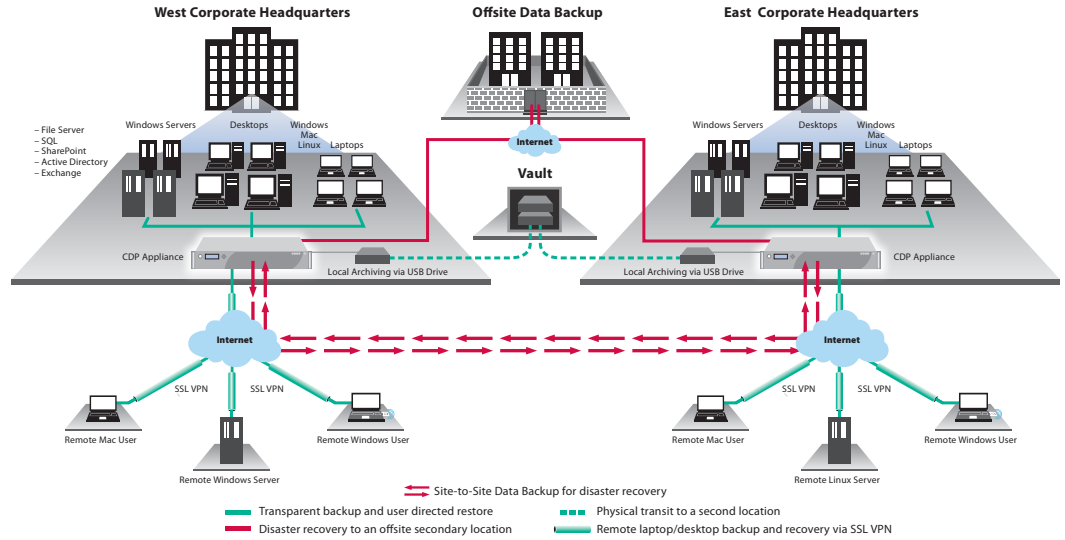 West Corporate Headquarters
Offsite Data Backup
East Corporate Headquarters
– File Server
– SQL
– SharePoint
– Active Directory
– Exchange
Windows Servers
Desktops
Windows
Mac
Linux
Laptops
Internet
Vault
Windows Servers
Desktops
Windows
Mac
Linux
Laptops
CDP Appliance
Local Archiving via USB Drive
Local Archiving via USB Drive
CDP Appliance
Internet
Internet
SSL VPN
SSL VPN
SSL VPN
SSL VPN
Remote Mac User
Remote Windows User
Remote Windows Server
Remote Mac User
Remote Windows User
Remote Linux Server
Site-to-Site Data Backup for disaster recovery
Transparent backup and user directed restore
Physical transit to a second location
Disaster recovery to an offsite secondary location
Remote laptop/desktop backup and recovery via SSL VPN